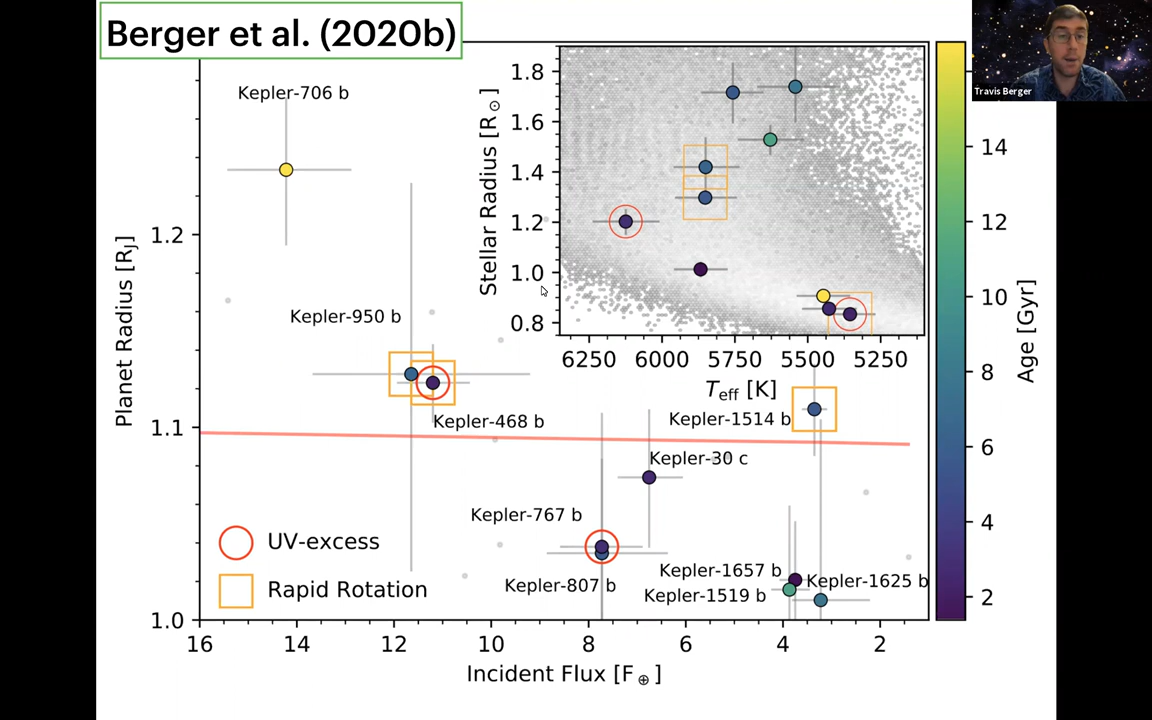 Berger et al. (2020b)
Travis Berger
Kepler-706 b
Kepler-950 b
Kepler-468 b
Kepler-1514 b
Kepler-30 c
Kepler-767 b
Kepler-807 b
Kepler-1657 b
Kepler-1625 b
Kepler-1519 b
UV-excess
Rapid Rotation
Planet Radius [R_J]
1.2
1.1
1.0
16 14 12 10 8 6 4 2
Incident Flux [F_⊕]
Stellar Radius [R_⊙]
1.8
1.6
1.4
1.2
1.0
0.8
6250 6000 5750 5500 5250
T_eff [K]
14
12
10
8
6
4
2
Age [Gyr]